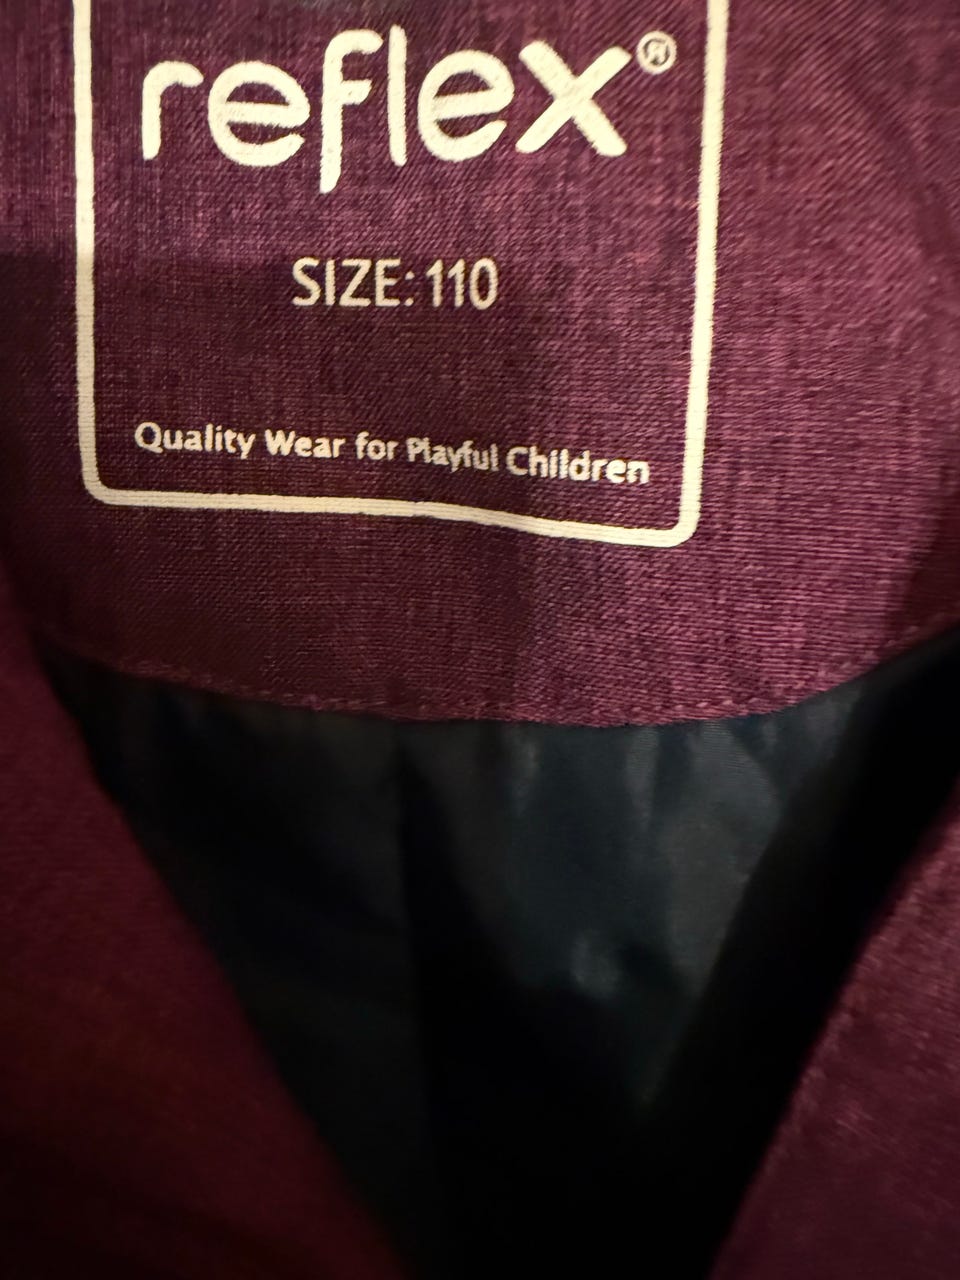 reflex®
SIZE: 110
Quality Wear for Playful Children